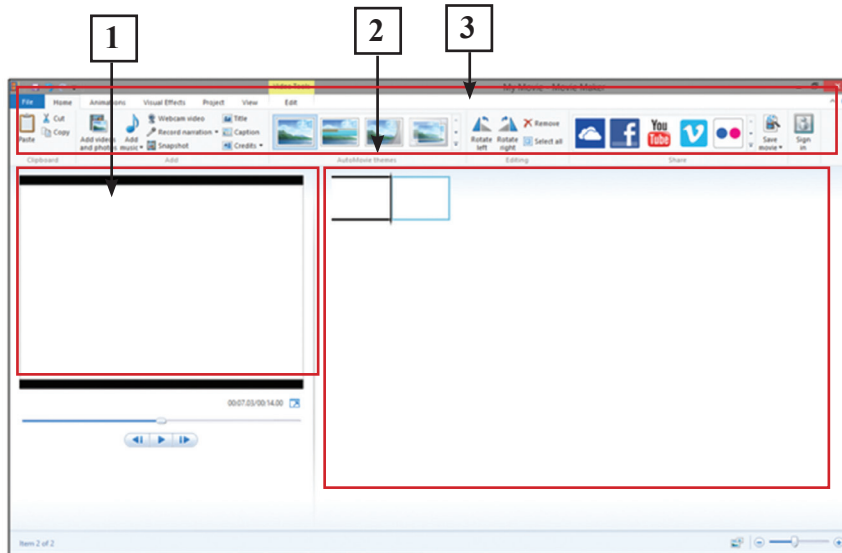 1
2
3
Video Tools
My Movie - Movie Maker
File Home Animations Visual Effects Project View Edit
Paste
Cut
Copy
Clipboard
Add videos
and photos
Add
music
Webcam video
Record narration
Snapshot
Title
Caption
Credits
Add
AutoMovie themes
Rotate
left
Rotate
right
Remove
Select all
Editing
f
You
Tube
V
Share
Save
movie
Sign
in
00:07.03/00:14.00
Item 2 of 2